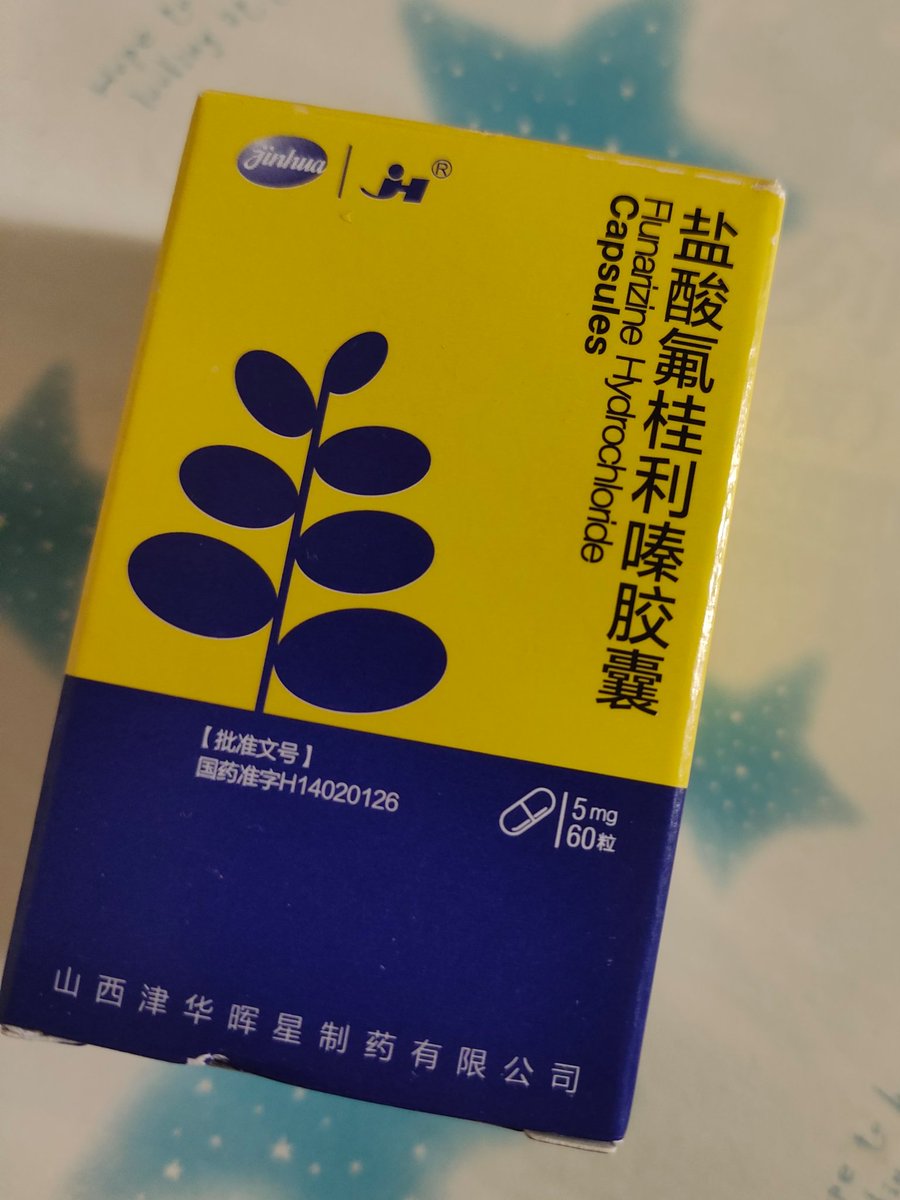 Jinhua
JH®
盐酸氟桂利嗪胶囊
Flunarizine Hydrochloride
Capsules
【批准文号】
国药准字H14020126
5mg
60粒
山西津华晖星制药有限公司